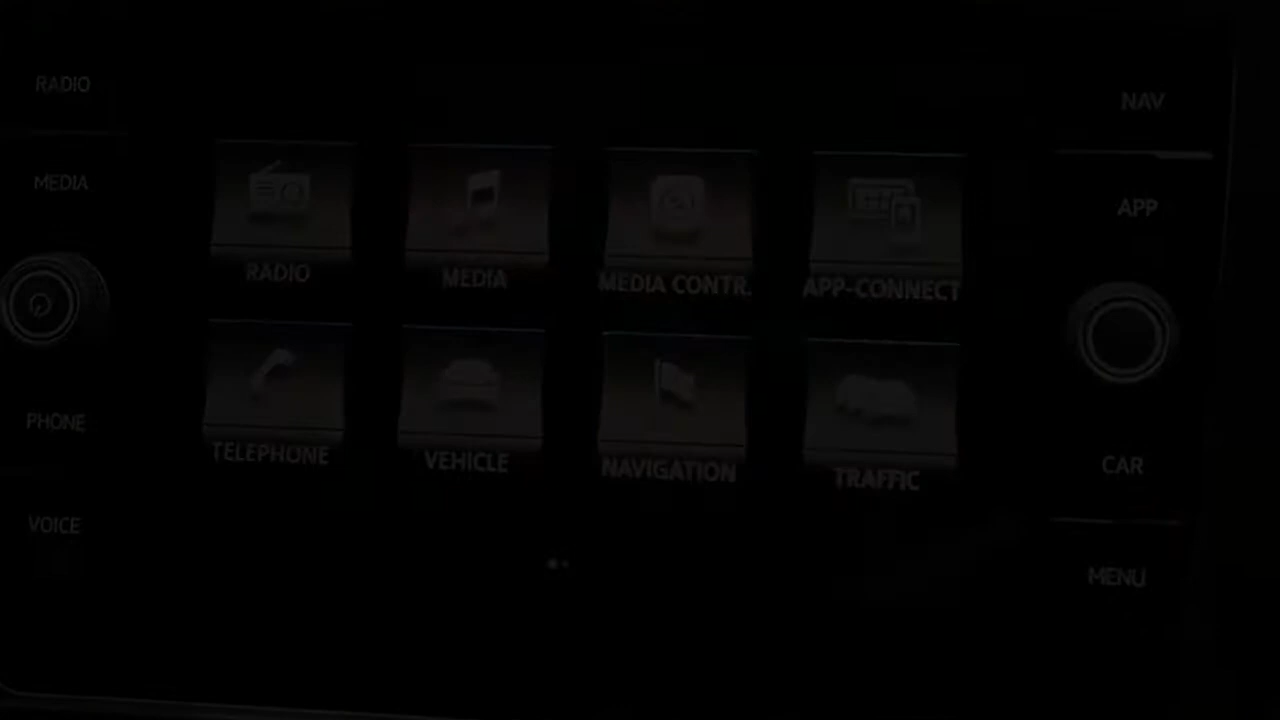 RADIO
MEDIA
PHONE
VOICE
RADIO
MEDIA
MEDIA CONTR.
APP-CONNECT
TELEPHONE
VEHICLE
NAVIGATION
TRAFFIC
NAV
APP
CAR
MENU